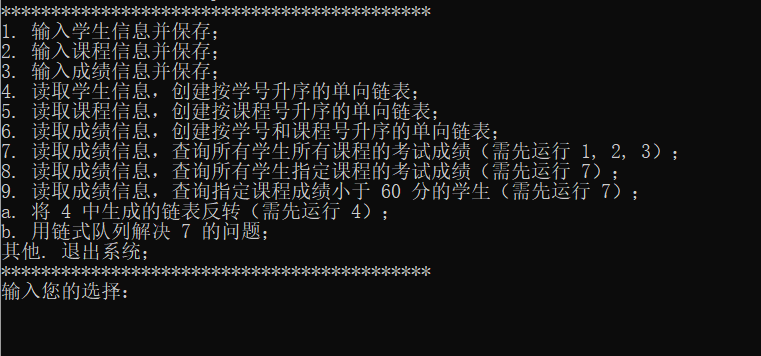 *******************************************
1. 输入学生信息并保存;
2. 输入课程信息并保存;
3. 输入成绩信息并保存;
4. 读取学生信息，创建按学号升序的单向链表;
5. 读取课程信息，创建按课程号升序的单向链表;
6. 读取成绩信息，创建按学号和课程号升序的单向链表;
7. 读取成绩信息，查询所有学生所有课程的考试成绩（需先运行 1, 2, 3）;
8. 读取成绩信息，查询所有学生指定课程的考试成绩（需先运行 7）;
9. 读取成绩信息，查询指定课程成绩小于 60 分的学生（需先运行 7）;
a. 将 4 中生成的链表反转（需先运行 4）;
b. 用链式队列解决 7 的问题;
其他. 退出系统;
*******************************************
输入您的选择: